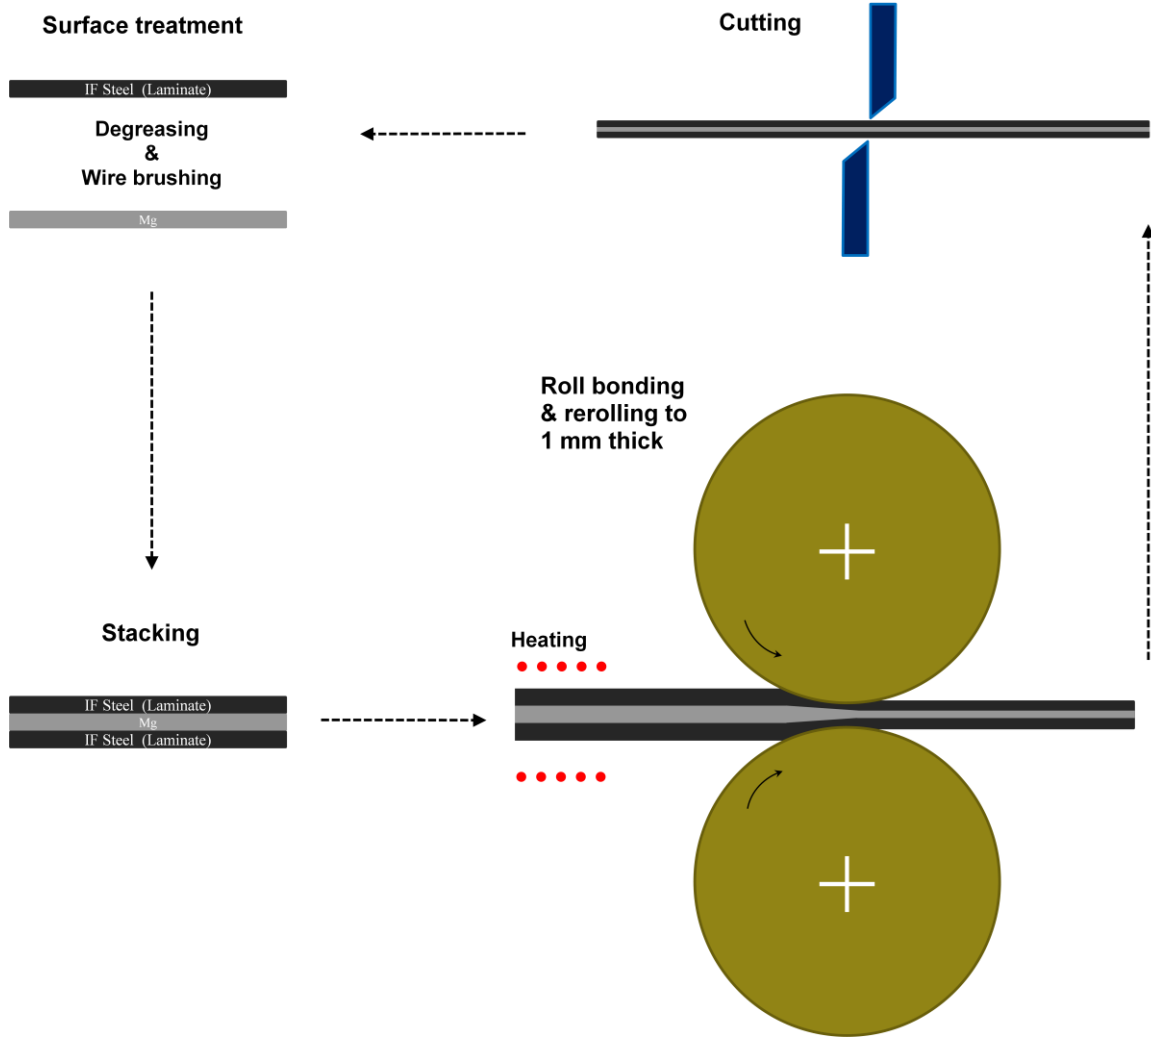 Surface treatment
IF Steel (Laminate)
Degreasing
&
Wire brushing
Mg
Cutting
Stacking
IF Steel (Laminate)
Mg
IF Steel (Laminate)
Heating
Roll bonding
& rerolling to
1 mm thick